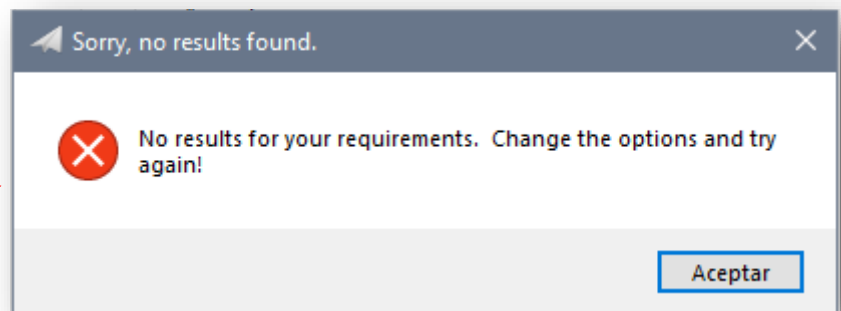 Sorry, no results found.
No results for your requirements.  Change the options and try
again!
Aceptar